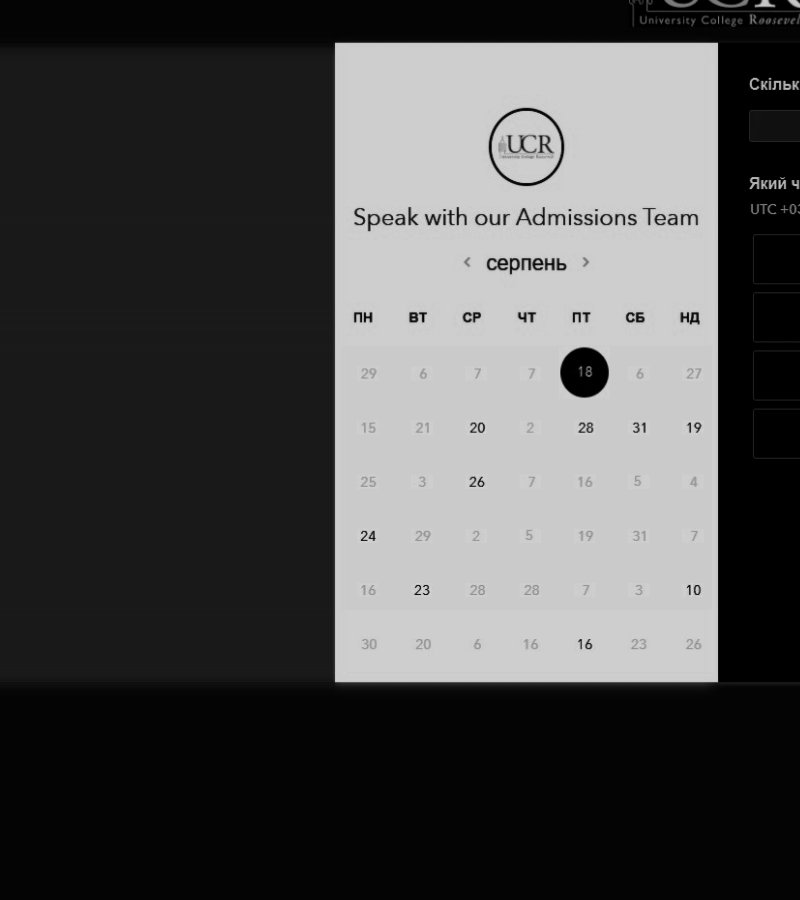 University College Roosevel
UCR
Speak with our Admissions Team
< серпень >
ПН ВТ СР ЧТ ПТ СБ НД
29 6 7 7 18 6 27
15 21 20 2 28 31 19
25 3 26 7 16 5 4
24 29 2 5 19 31 7
16 23 28 28 7 3 10
30 20 6 16 16 23 26
Скільк
Який ч
UTC +03